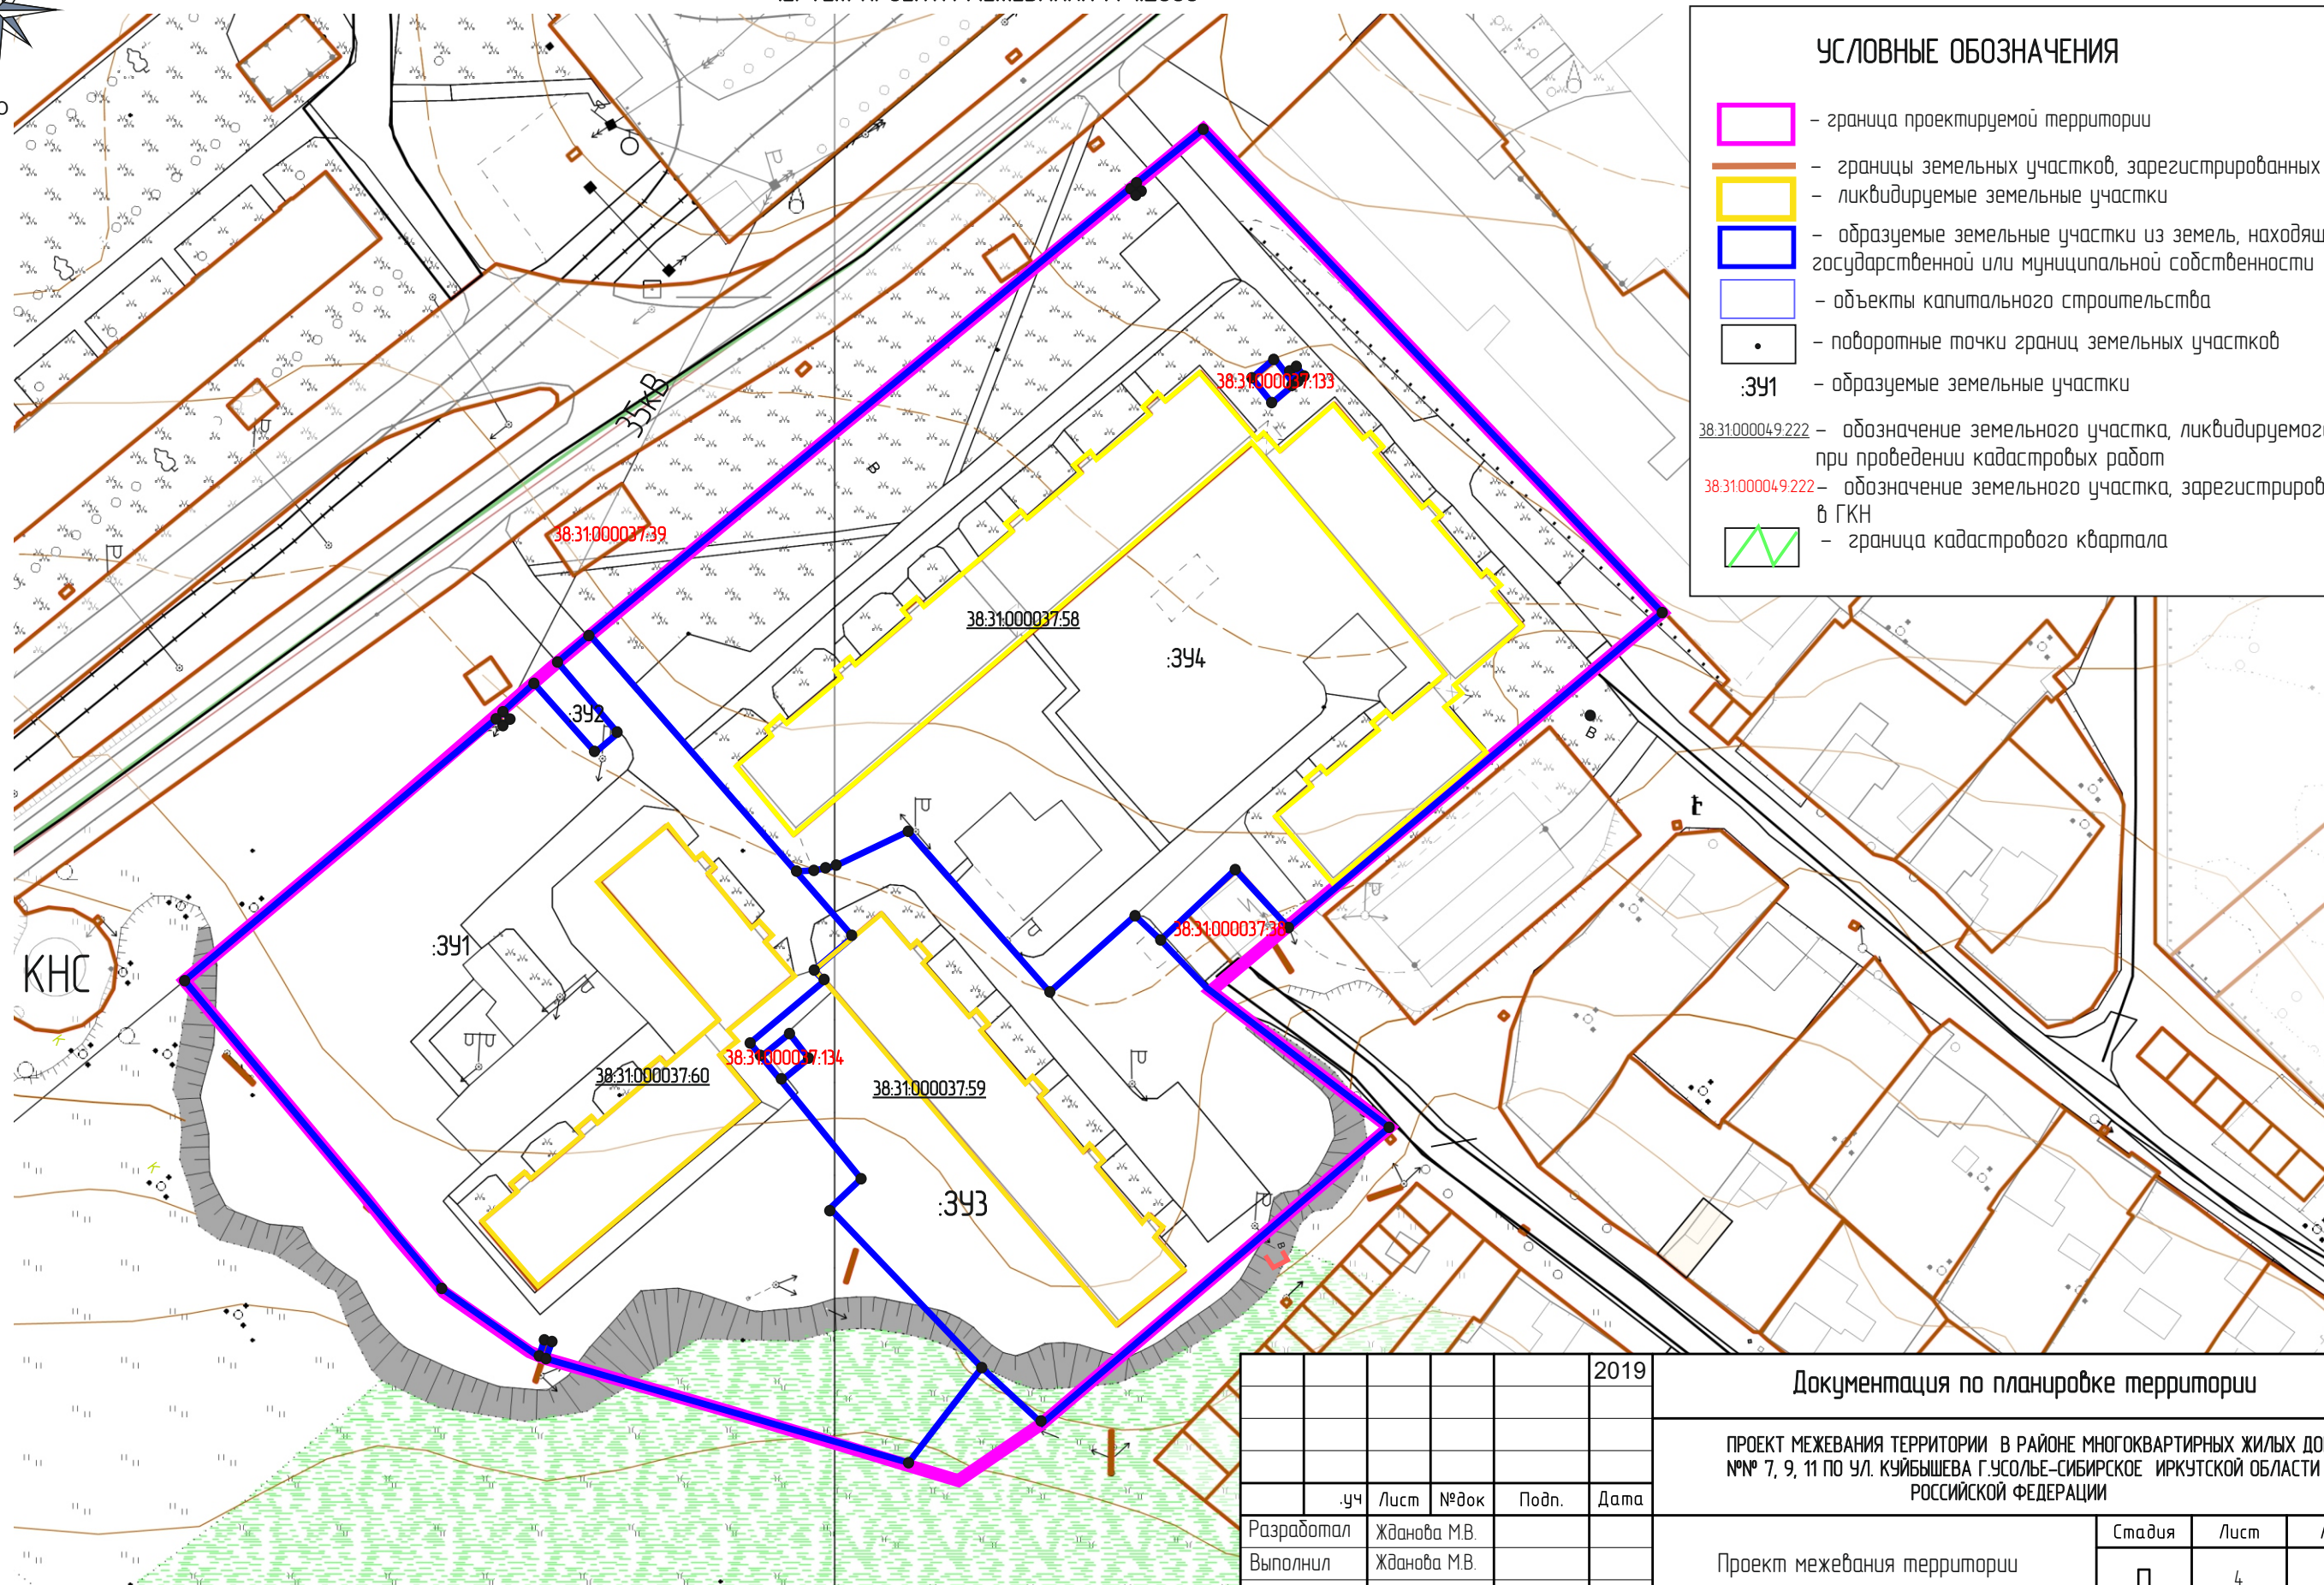 УСЛОВНЫЕ ОБОЗНАЧЕНИЯ
– граница проектируемой территории
– границы земельных участков, зарегистрированных
– ликвидируемые земельные участки
– образуемые земельные участки из земель, находящ
государственной или муниципальной собственности
– объекты капитального строительства
– поворотные точки границ земельных участков
:ЗУ1 – образуемые земельные участки
38:31:000049:222 – обозначение земельного участка, ликвидируемого
при проведении кадастровых работ
38:31:000049:222 – обозначение земельного участка, зарегистриров
в ГКН
– граница кадастрового квартала
35кВ
38:31:000037:133
38:31:000037:39
38:31:000037:58
:ЗУ4
:ЗУ2
В
В
38:31:000037:38
:ЗУ1
КНС
38:31:000037:134
38:31:000037:60
38:31:000037:59
:ЗУ3
К
К
В
2019
.уч Лист №док Подп. Дата
Разработал Жданова М.В.
Выполнил Жданова М.В.
Документация по планировке территории
ПРОЕКТ МЕЖЕВАНИЯ ТЕРРИТОРИИ В РАЙОНЕ МНОГОКВАРТИРНЫХ ЖИЛЫХ ДО
№№ 7, 9, 11 ПО УЛ. КУЙБЫШЕВА Г.УСОЛЬЕ-СИБИРСКОЕ ИРКУТСКОЙ ОБЛАСТИ
РОССИЙСКОЙ ФЕДЕРАЦИИ
Проект межевания территории
Стадия Лист
П 4